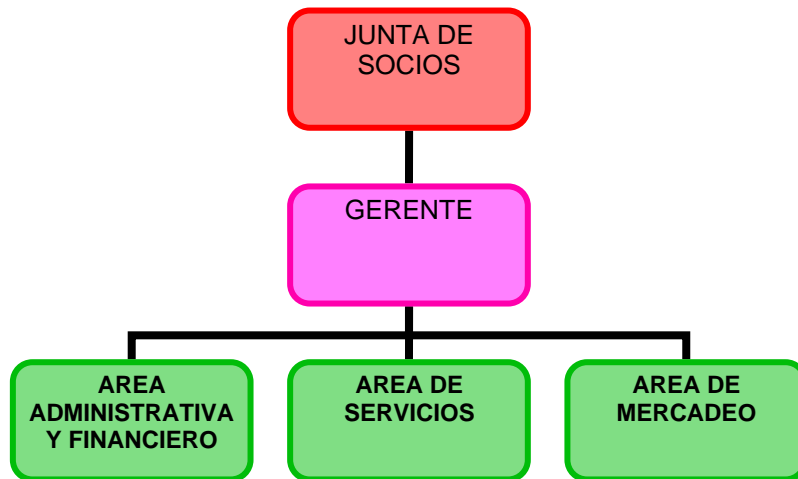 JUNTA DE
SOCIOS
GERENTE
AREA
ADMINISTRATIVA
Y FINANCIERO
AREA DE
SERVICIOS
AREA DE
MERCADEO